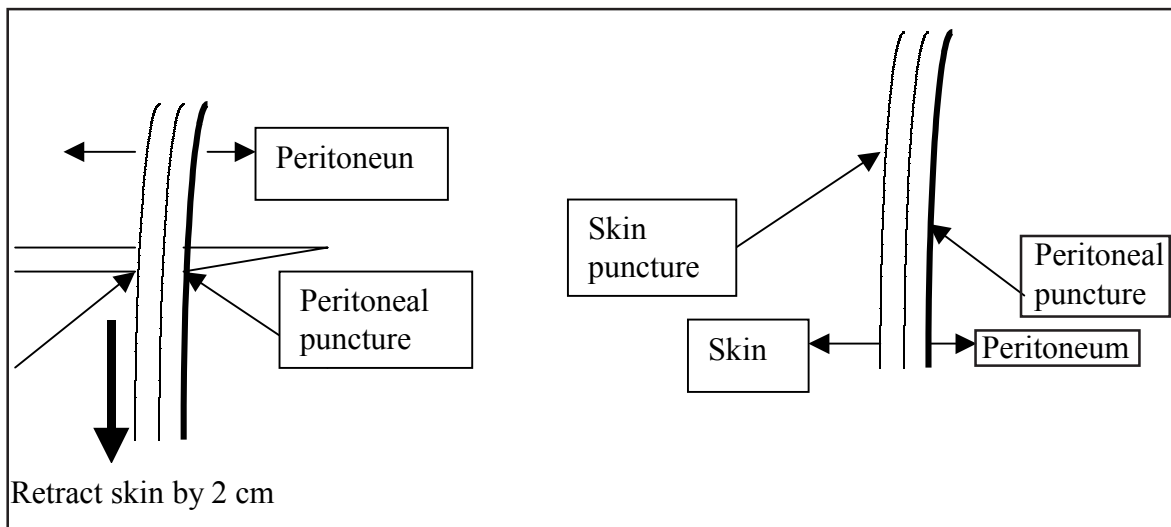 Peritoneun
Peritoneal
puncture
Retract skin by 2 cm
Skin
puncture
Peritoneal
puncture
Skin
Peritoneum